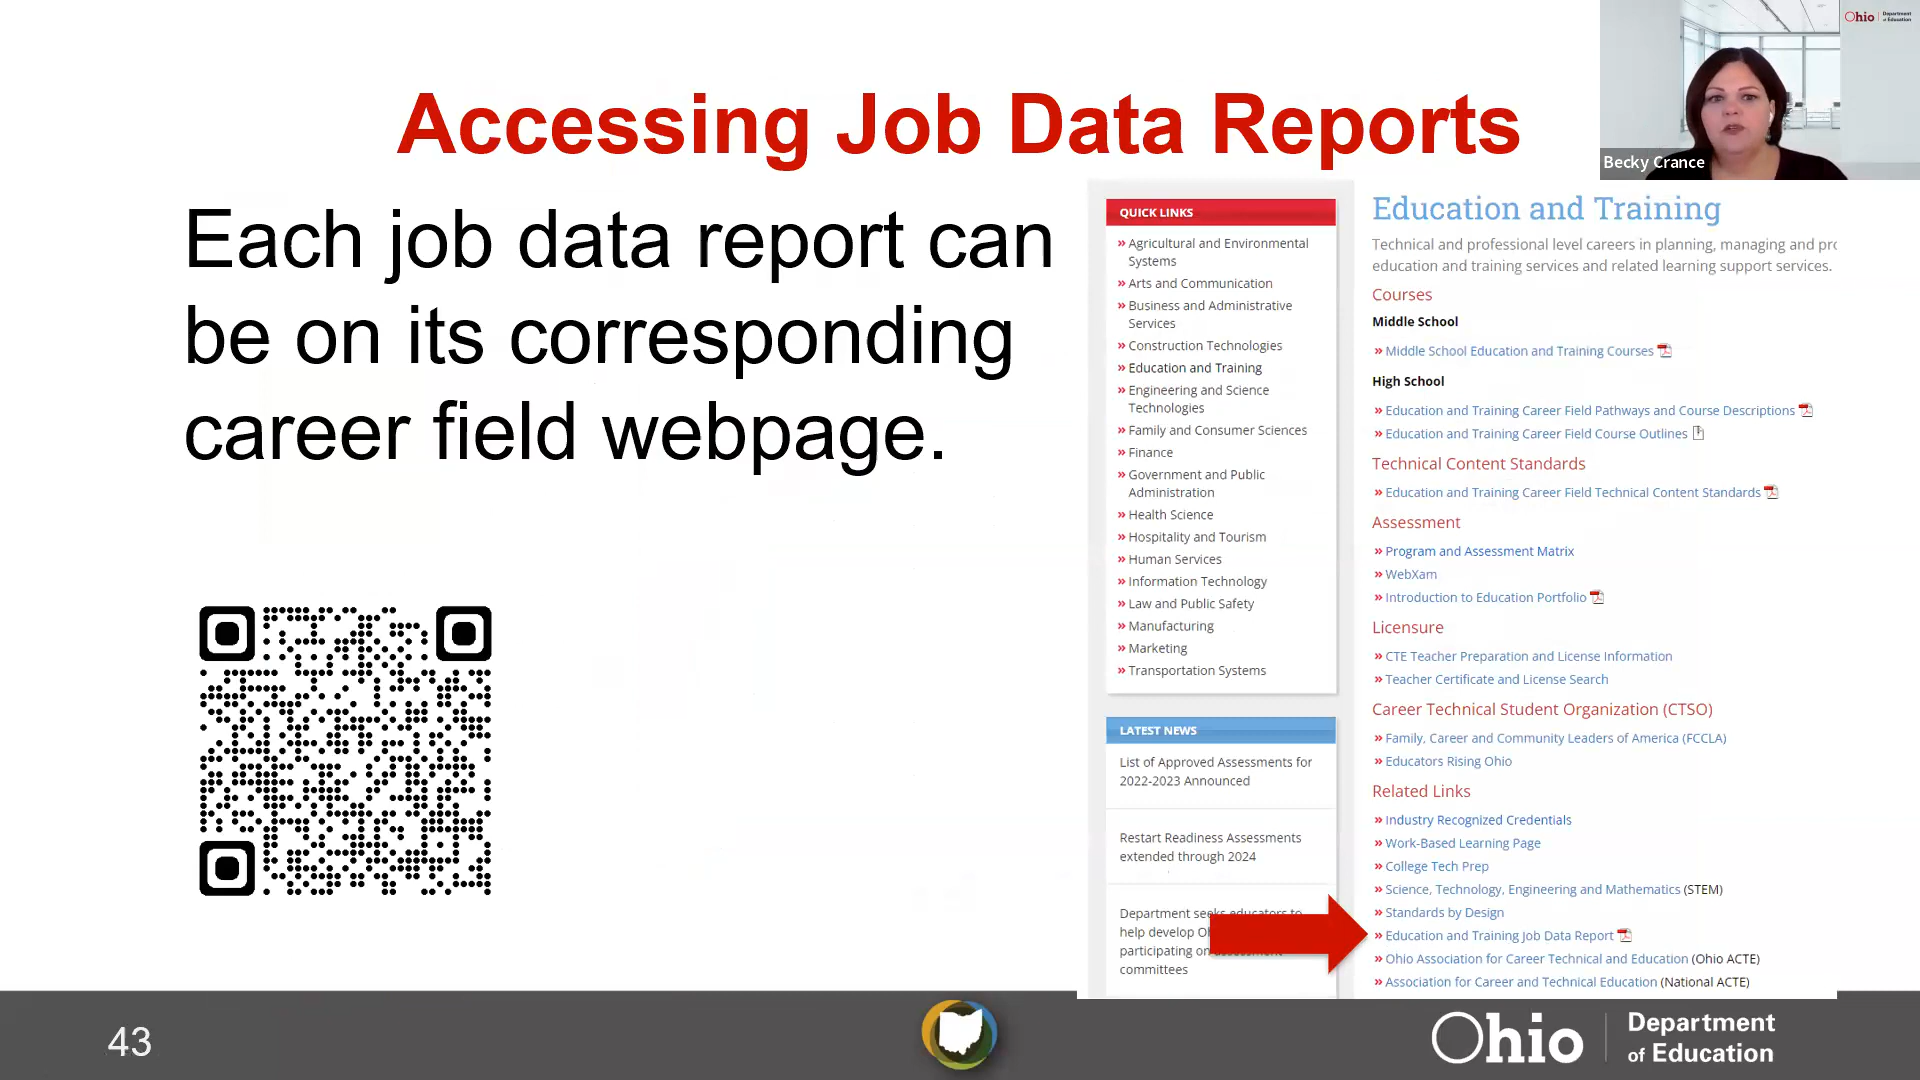 Accessing Job Data Reports
Each job data report can
be on its corresponding
career field webpage.
Ohio Department
of Education
Becky Crance
QUICK LINKS
» Agricultural and Environmental
Systems
» Arts and Communication
» Business and Administrative
Services
» Construction Technologies
» Education and Training
» Engineering and Science
Technologies
» Family and Consumer Sciences
» Finance
» Government and Public
Administration
» Health Science
» Hospitality and Tourism
» Human Services
» Information Technology
» Law and Public Safety
» Manufacturing
» Marketing
» Transportation Systems
LATEST NEWS
List of Approved Assessments for
2022-2023 Announced
Restart Readiness Assessments
extended through 2024
Department seeks educators to
help develop
participating on assessment
committees
Education and Training
Technical and professional level careers in planning, managing and
education and training services and related learning support services.
Courses
Middle School
» Middle School Education and Training Courses
High School
» Education and Training Career Field Pathways and Course Descriptions
» Education and Training Career Field Course Outlines
Technical Content Standards
» Education and Training Career Field Technical Content Standards
Assessment
» Program and Assessment Matrix
» WebXam
» Introduction to Education Portfolio
Licensure
» CTE Teacher Preparation and License Information
» Teacher Certificate and License Search
Career Technical Student Organization (CTSO)
» Family, Career and Community Leaders of America (FCCLA)
» Educators Rising Ohio
Related Links
» Industry Recognized Credentials
» Work-Based Learning Page
» College Tech Prep
» Science, Technology, Engineering and Mathematics (STEM)
» Standards by Design
» Education and Training Job Data Report
» Ohio Association for Career Technical and Education (Ohio ACTE)
» Association for Career and Technical Education (National ACTE)
43
Ohio Department
of Education